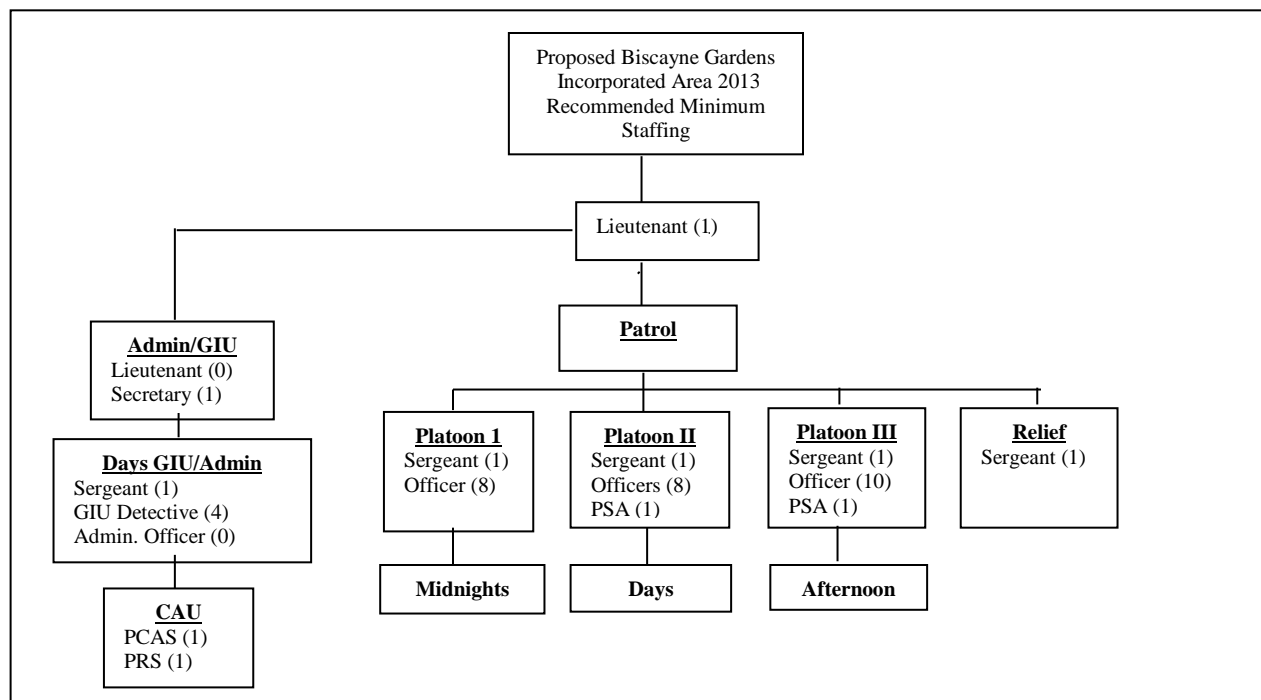 Proposed Biscayne Gardens
Incorporated Area 2013
Recommended Minimum
Staffing
Lieutenant (1)
Admin/GIU
Lieutenant (0)
Secretary (1)
Days GIU/Admin
Sergeant (1)
GIU Detective (4)
Admin. Officer (0)
CAU
PCAS (1)
PRS (1)
Patrol
Platoon 1
Sergeant (1)
Officer (8)
Midnights
Platoon II
Sergeant (1)
Officers (8)
PSA (1)
Days
Platoon III
Sergeant (1)
Officer (10)
PSA (1)
Afternoon
Relief
Sergeant (1)